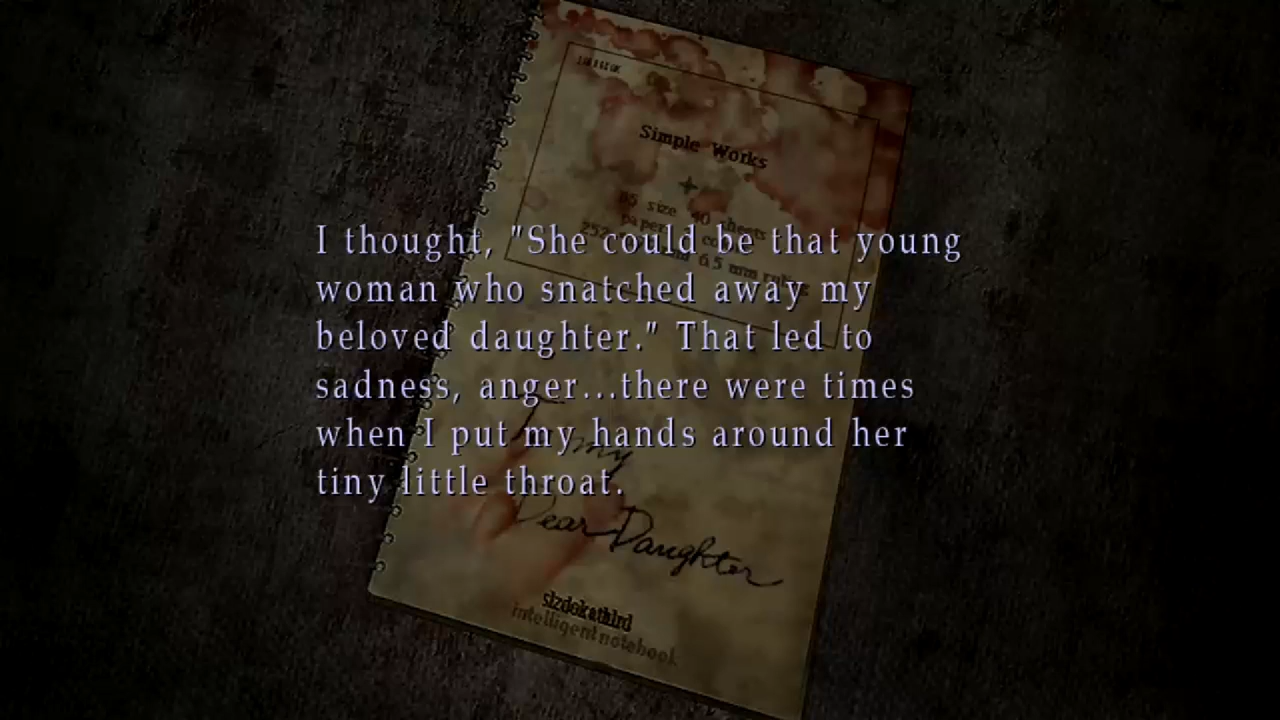 Simple Works
I thought, "She could be that young
woman who snatched away my
beloved daughter." That led to
sadness, anger...there were times
when I put my hands around her
tiny little throat.
my
Dear Daughter
intelligent notebook